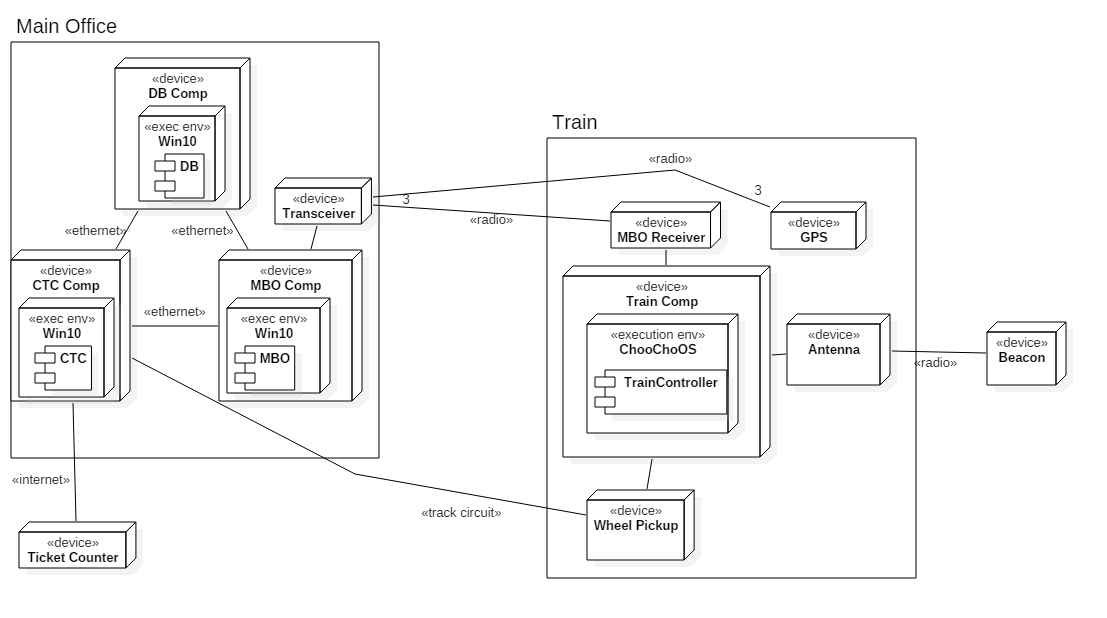 Main Office
«device»
DB Comp
«exec env»
Win10
DB
«ethernet»
«ethernet»
«device»
Transceiver
3
«radio»
3
«radio»
«device»
CTC Comp
«exec env»
Win10
CTC
«ethernet»
«device»
MBO Comp
«exec env»
Win10
MBO
«internet»
«device»
Ticket Counter
«track circuit»
Train
«device»
MBO Receiver
«device»
GPS
«device»
Train Comp
«execution env»
ChooChoOS
TrainController
«device»
Antenna
«radio»
«device»
Beacon
«device»
Wheel Pickup